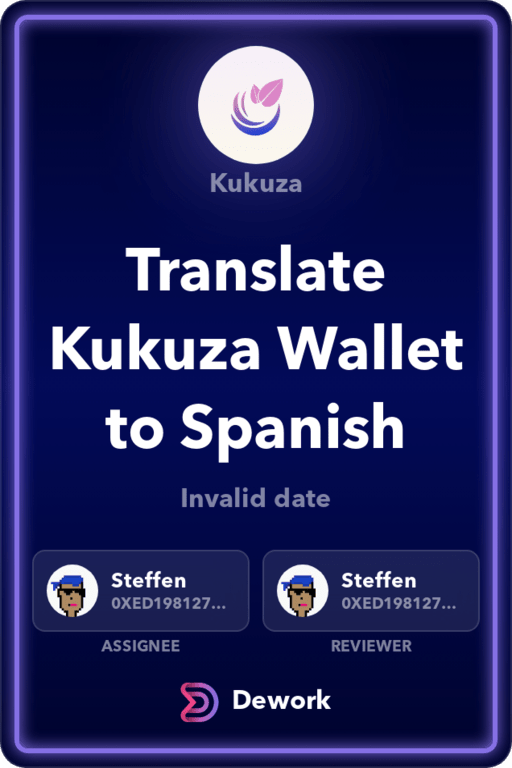 Kukuza
Translate
Kukuza Wallet
to Spanish
Invalid date
Steffen
0XED198127...
ASSIGNEE
Steffen
0XED198127...
REVIEWER
Dework